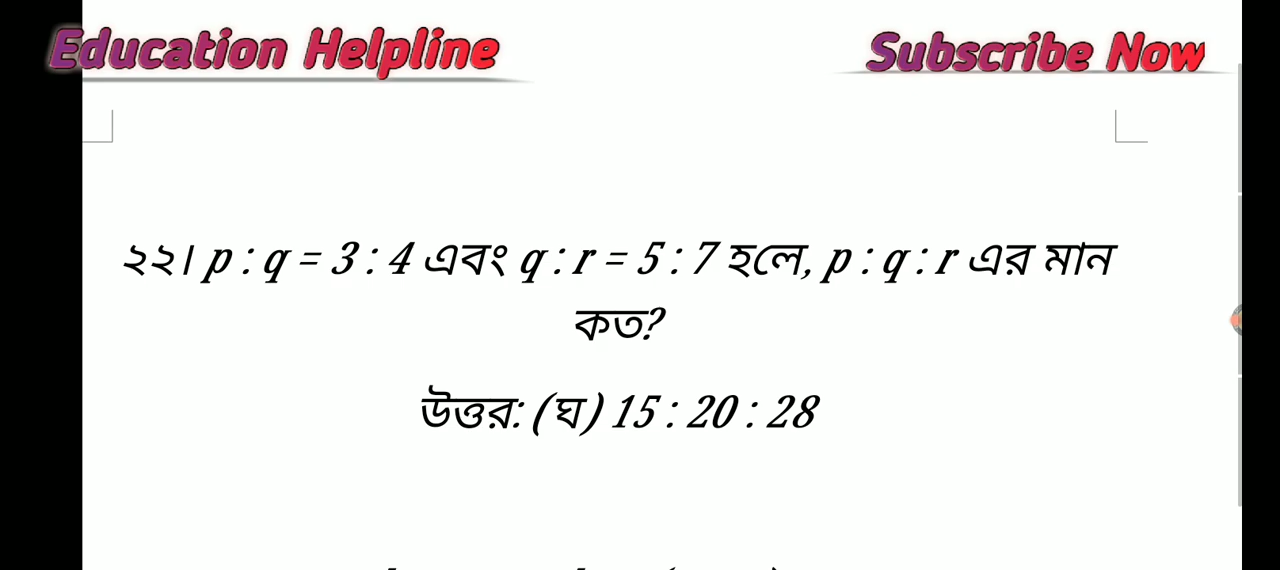 Education Helpline Subscribe Now
২২। p : q = 3 : 4 এবং q : r = 5 : 7 হলে, p : q : r এর মান
কত?
উত্তর: (ঘ) 15 : 20 : 28